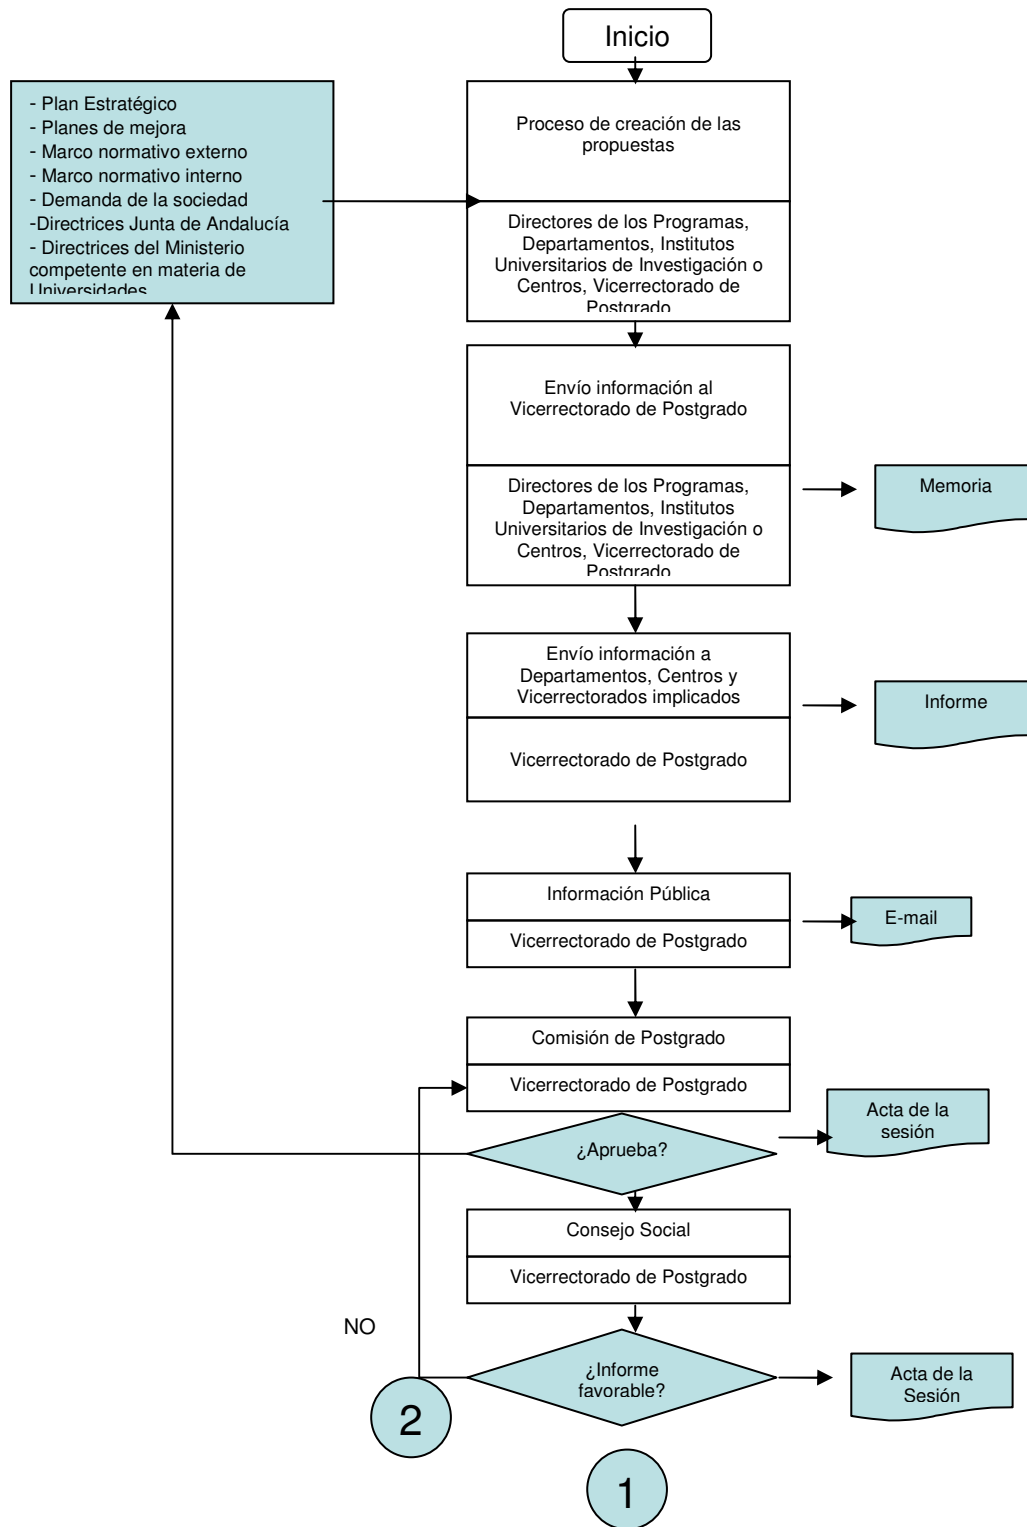 Inicio
- Plan Estratégico
- Planes de mejora
- Marco normativo externo
- Marco normativo interno
- Demanda de la sociedad
-Directrices Junta de Andalucía
- Directrices del Ministerio
competente en materia de
Universidades
Proceso de creación de las
propuestas
Directores de los Programas,
Departamentos, Institutos
Universitarios de Investigación o
Centros, Vicerrectorado de
Postgrado
Envío información al
Vicerrectorado de Postgrado
Directores de los Programas,
Departamentos, Institutos
Universitarios de Investigación o
Centros, Vicerrectorado de
Postgrado
Memoria
Envío información a
Departamentos, Centros y
Vicerrectorados implicados
Vicerrectorado de Postgrado
Informe
Información Pública
Vicerrectorado de Postgrado
E-mail
Comisión de Postgrado
Vicerrectorado de Postgrado
¿Aprueba?
Acta de la
sesión
Consejo Social
Vicerrectorado de Postgrado
NO
¿Informe
favorable?
Acta de la
Sesión
2
1